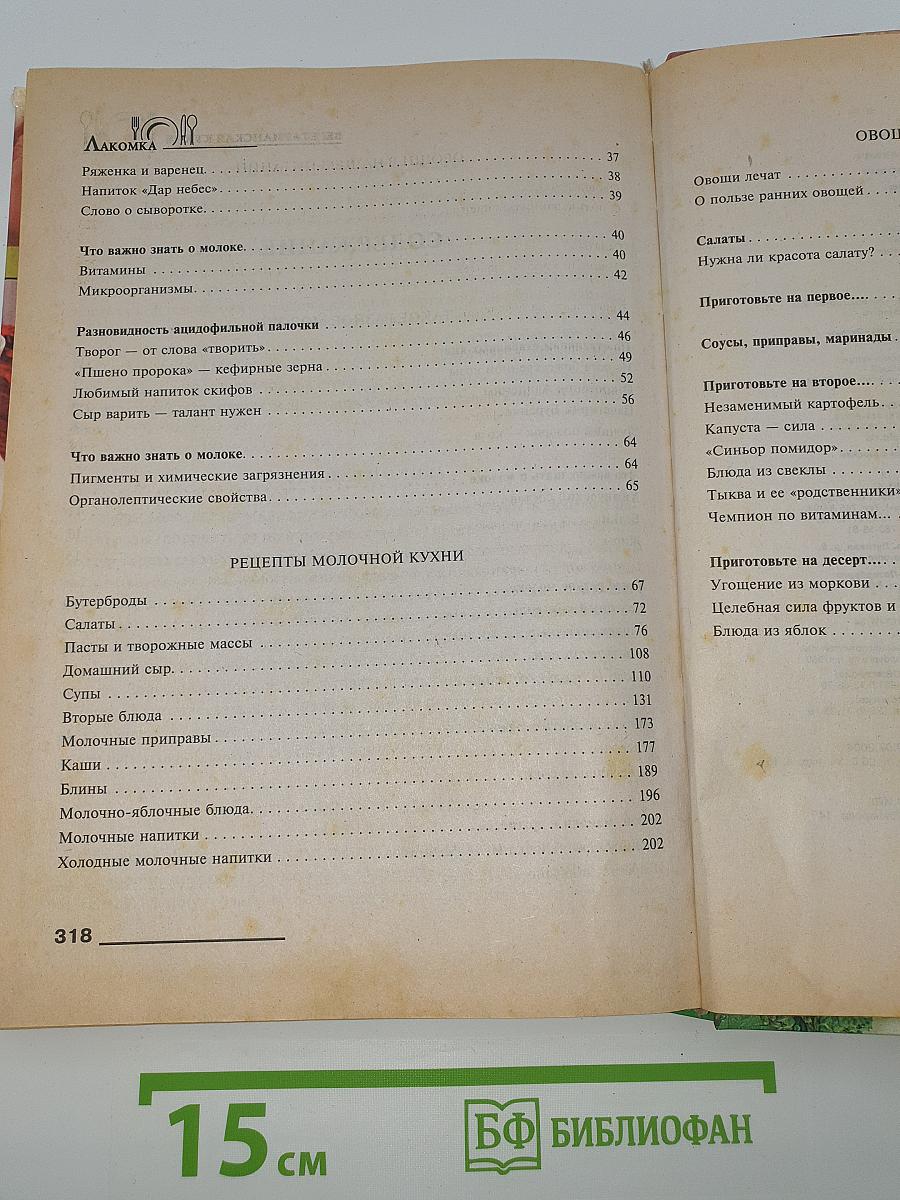 Лакомка
Ряженка и варенец. . . . . . . . . . 37
Напиток «Дар небес». . . . . . . . . . 38
Слово о сыворотке. . . . . . . . . . 39
Что важно знать о молоке. . . . . . . . . . 40
Витамины . . . . . . . . . . 40
Микроорганизмы. . . . . . . . . . 42
Разновидность ацидофильной палочки . . . . . . . . . . 44
Творог — от слова «творить». . . . . . . . . . 46
«Пшено пророка» — кефирные зерна . . . . . . . . . . 49
Любимый напиток скифов . . . . . . . . . . 52
Сыр варить — талант нужен . . . . . . . . . . 56
Что важно знать о молоке. . . . . . . . . . 64
Пигменты и химические загрязнения . . . . . . . . . . 64
Органолептические свойства. . . . . . . . . . 65
РЕЦЕПТЫ МОЛОЧНОЙ КУХНИ
Бутерброды . . . . . . . . . . 67
Салаты . . . . . . . . . . 72
Пасты и творожные массы . . . . . . . . . . 76
Домашний сыр. . . . . . . . . . 108
Супы . . . . . . . . . . 110
Вторые блюда . . . . . . . . . . 131
Молочные приправы . . . . . . . . . . 173
Каши . . . . . . . . . . 177
Блины . . . . . . . . . . 189
Молочно-яблочные блюда. . . . . . . . . . 196
Молочные напитки . . . . . . . . . . 202
Холодные молочные напитки . . . . . . . . . . 202
318
ОВОЩ
Овощи лечат . . . . . . . . . .
О пользе ранних овощей . . . .
Салаты . . . . . . . . . .
Нужна ли красота салату? . . .
Приготовьте на первое.... . . . .
Соусы, приправы, маринады .
Приготовьте на второе.... . . .
Незаменимый картофель. . .
Капуста — сила . . . . . . . .
«Синьор помидор». . . . . .
Блюда из свеклы . . . . . . .
Тыква и ее «родственники»
Чемпион по витаминам... . .
Приготовьте на десерт.... . .
Угощение из моркови . . .
Целебная сила фруктов и
Блюда из яблок . . . . . . .
15 см
БФ БИБЛИОФАН